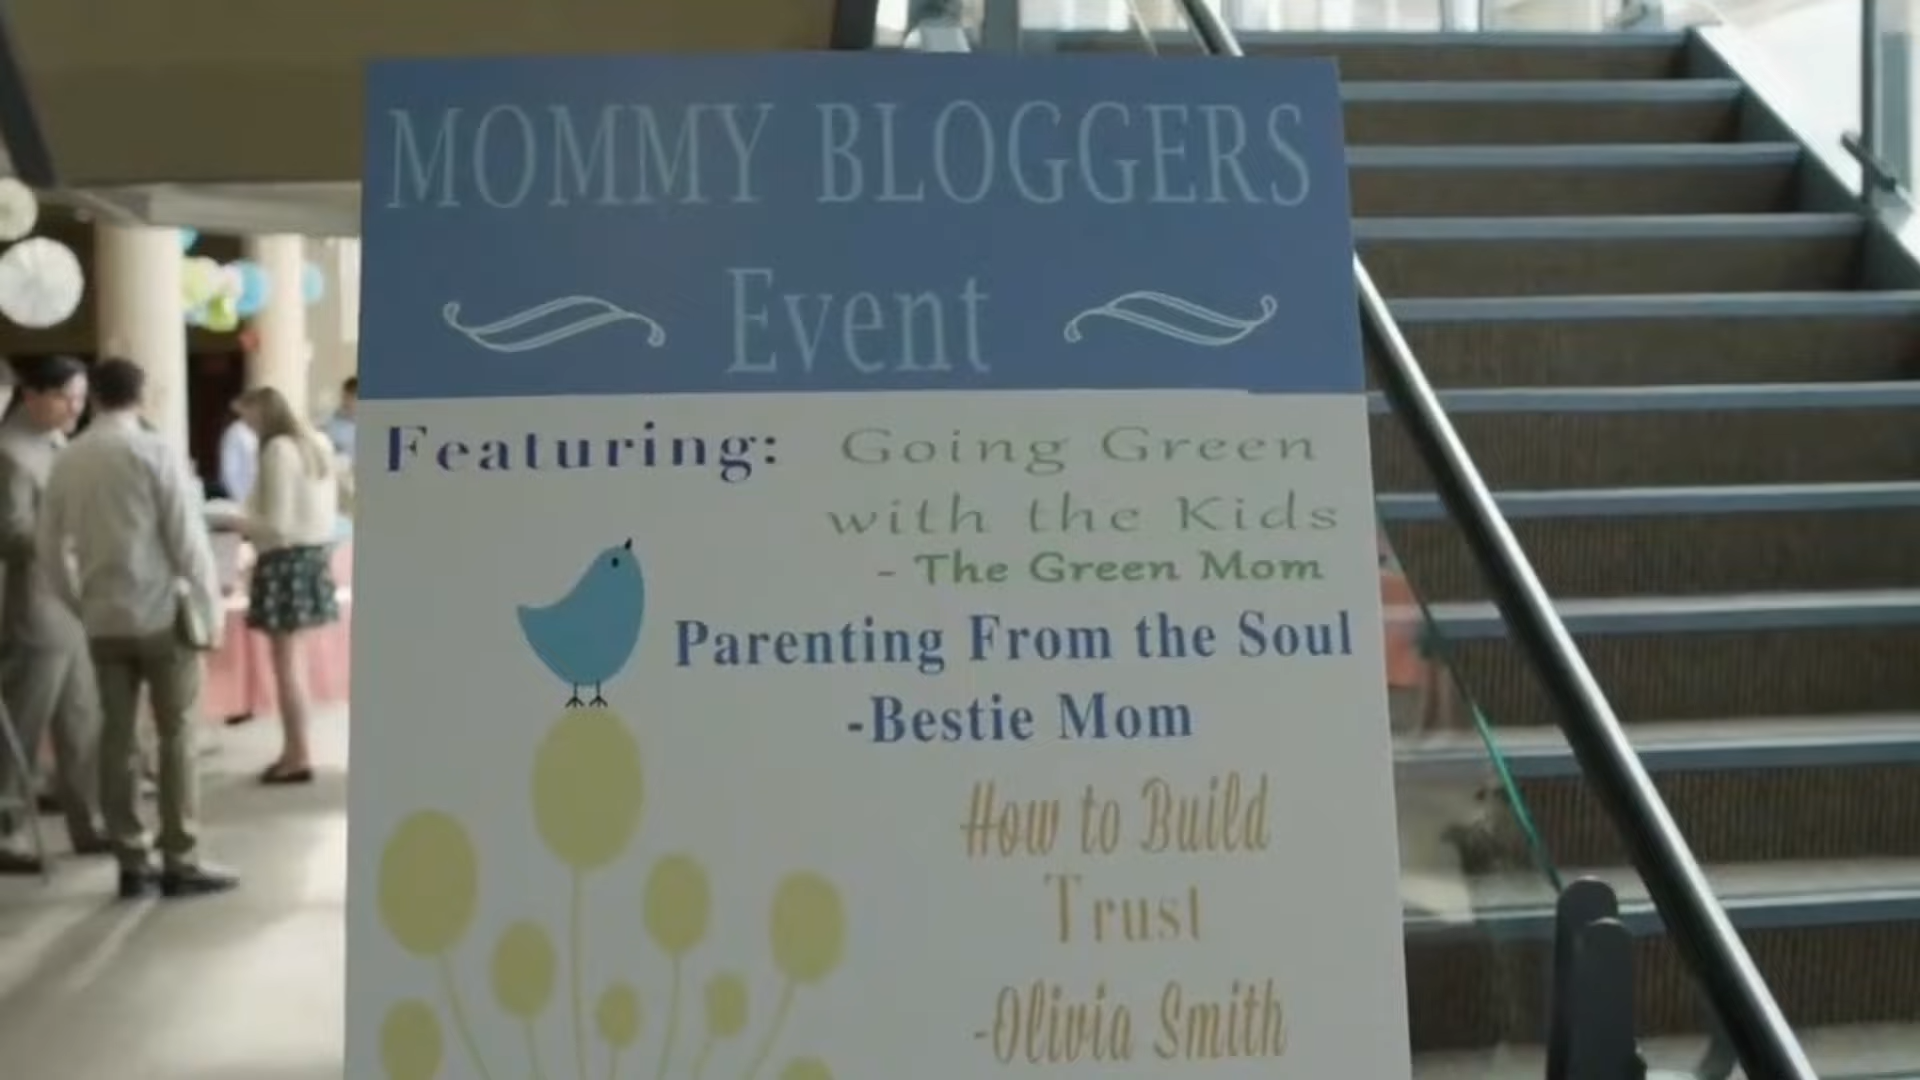 MOMMY BLOGGERS
Event
Featuring: Going Green
with the Kids
- The Green Mom
Parenting From the Soul
-Bestie Mom
How to Build
Trust
-Olivia Smith